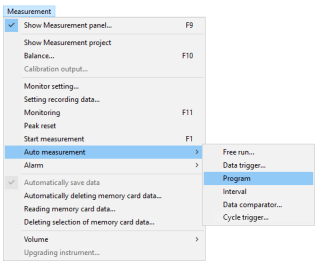 Measurement
Show Measurement panel... F9
Show Measurement project
Balance... F10
Calibration output...
Monitor setting...
Setting recording data...
Monitoring F11
Peak reset
Start measurement F1
Auto measurement >
Alarm >
Automatically save data
Automatically deleting memory card data...
Reading memory card data...
Deleting selection of memory card data...
Volume >
Upgrading instrument...
Free run...
Data trigger...
Program
Interval
Data comparator...
Cycle trigger...